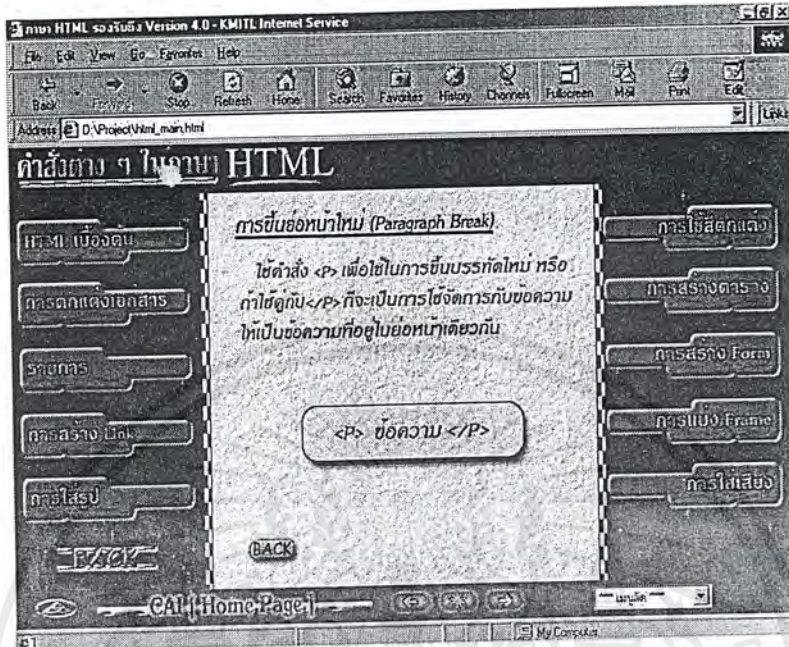 ภาษา HTML รองรับถึง Version 4.0 - KMITL Internet Service
File Edit View Go Favorites Help
Back Forward Stop Refresh Home Search Favorites History Channels Fullscreen Mail Print Edit
Address D:\Project\html_main.html Links
คำสั่งต่าง ๆ ในภาษา HTML
HTML เบื้องต้น
การตกแต่งเอกสาร
รายการ
การสร้าง Link
การใส่รูป
BACK
การขึ้นย่อหน้าใหม่ (Paragraph Break)
ใช้คำสั่ง <P> เพื่อใช้ในการขึ้นบรรทัดใหม่ หรือ
ถ้าใช้คู่กับ</P> ก็จะเป็นการใช้จัดการกับข้อความ
ให้เป็นข้อความที่อยู่ในย่อหน้าเดียวกัน
<P> ข้อความ </P>
BACK
การใช้สีตกแต่ง
การสร้างตาราง
การสร้าง Form
การแบ่ง Frame
การใส่เสียง
CAI [ Home Page ]
*** เมนูลัด ***
My Computer